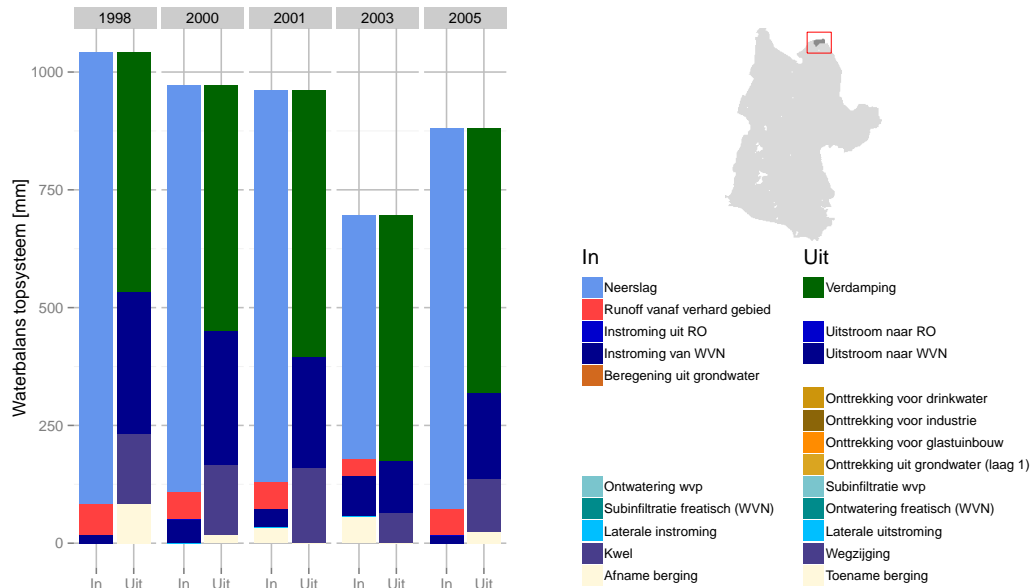 1998 2000 2001 2003 2005
Waterbalans topsysteem [mm]
1000
750
500
250
0
In Uit In Uit In Uit In Uit In Uit
In
Neerslag
Runoff vanaf verhard gebied
Instroming uit RO
Instroming van WVN
Beregening uit grondwater
Ontwatering wvp
Subinfiltratie freatisch (WVN)
Laterale instroming
Kwel
Afname berging
Uit
Verdamping
Uitstroom naar RO
Uitstroom naar WVN
Onttrekking voor drinkwater
Onttrekking voor industrie
Onttrekking voor glastuinbouw
Onttrekking uit grondwater (laag 1)
Subinfiltratie wvp
Ontwatering freatisch (WVN)
Laterale uitstroming
Wegzijging
Toename berging